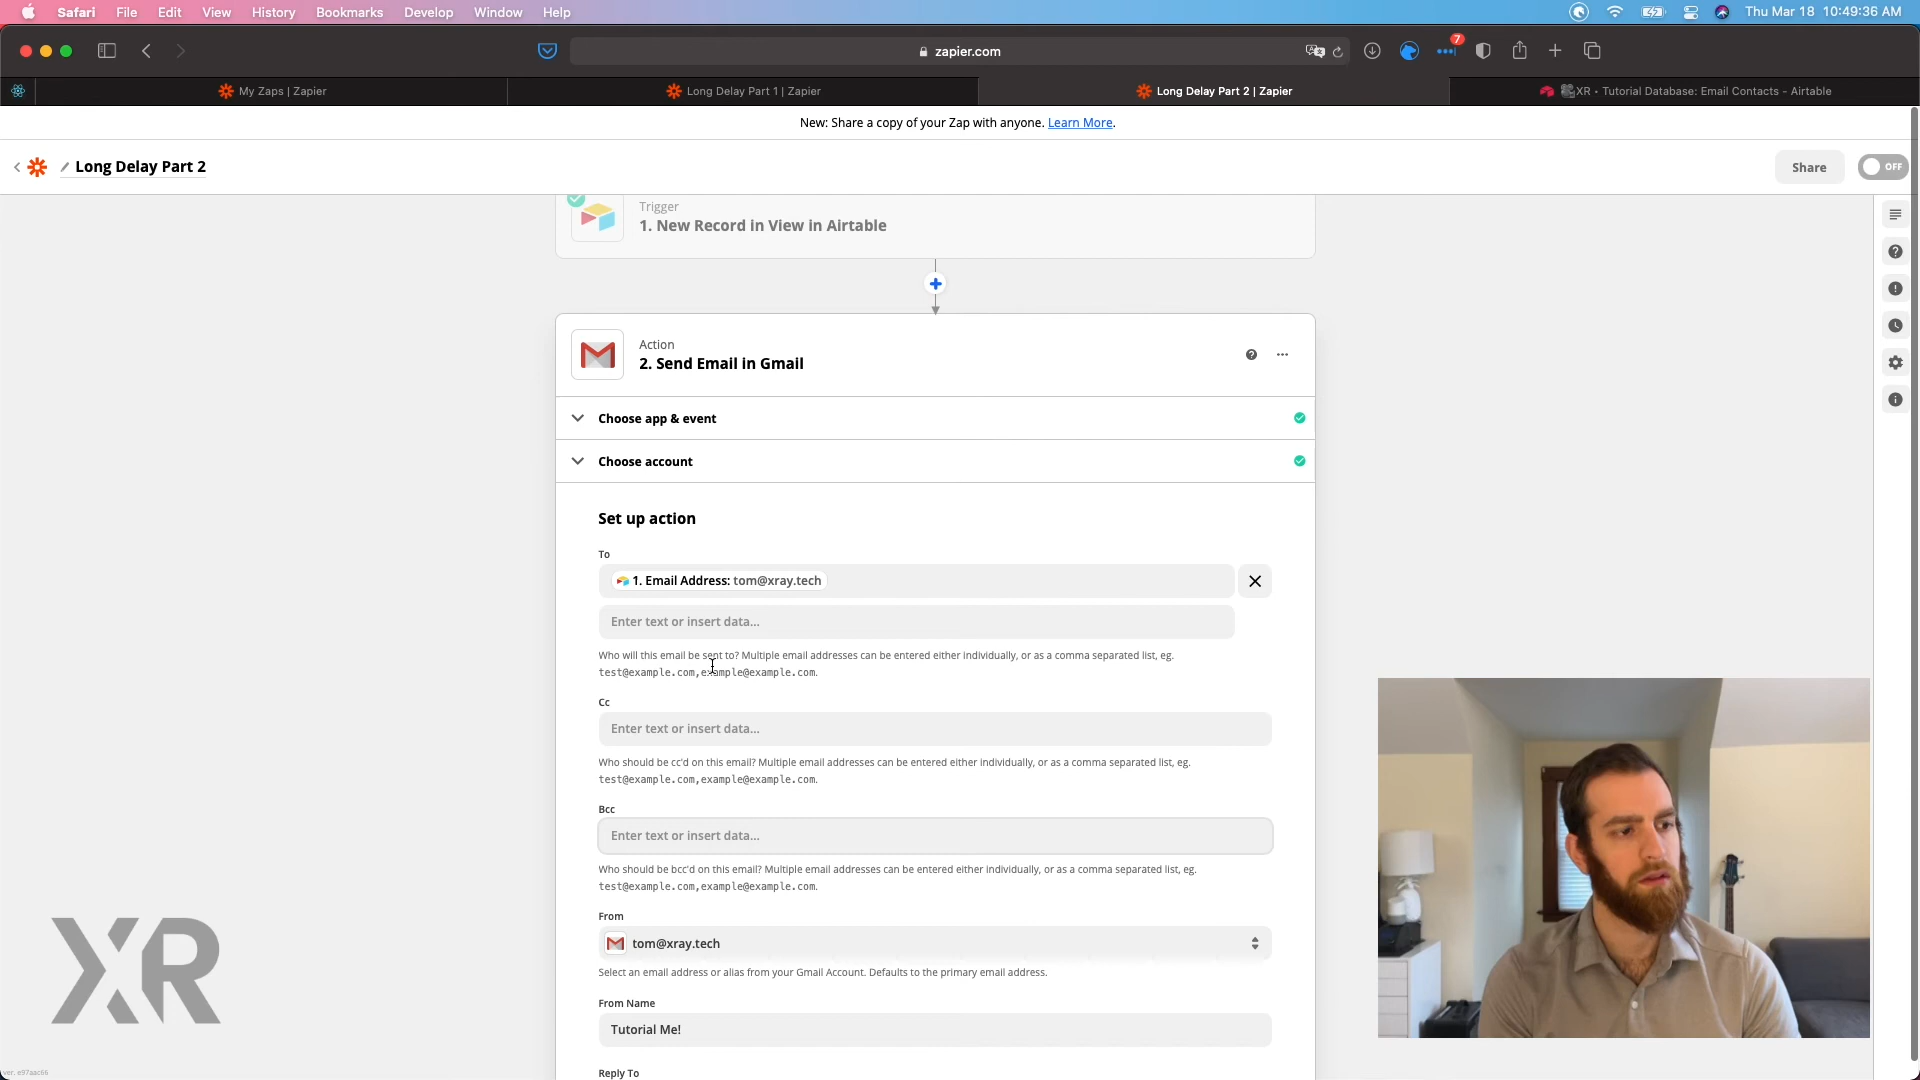 Safari File Edit View History Bookmarks Develop Window Help Thu Mar 18 10:49:36 AM
zapier.com 7
My Zaps | Zapier Long Delay Part 1 | Zapier Long Delay Part 2 | Zapier XR • Tutorial Database: Email Contacts - Airtable
New: Share a copy of your Zap with anyone. Learn More.
Long Delay Part 2 Share OFF
Trigger
1. New Record in View in Airtable
Action
2. Send Email in Gmail
Choose app & event
Choose account
Set up action
To
1. Email Address: tom@xray.tech
Enter text or insert data...
Who will this email be sent to? Multiple email addresses can be entered either individually, or as a comma separated list, eg.
test@example.com,example@example.com.
Cc
Enter text or insert data...
Who should be cc'd on this email? Multiple email addresses can be entered either individually, or as a comma separated list, eg.
test@example.com,example@example.com.
Bcc
Enter text or insert data...
Who should be bcc'd on this email? Multiple email addresses can be entered either individually, or as a comma separated list, eg.
test@example.com,example@example.com.
From
tom@xray.tech
Select an email address or alias from your Gmail Account. Defaults to the primary email address.
From Name
Tutorial Me!
Reply To
XR
ver. e97aac66